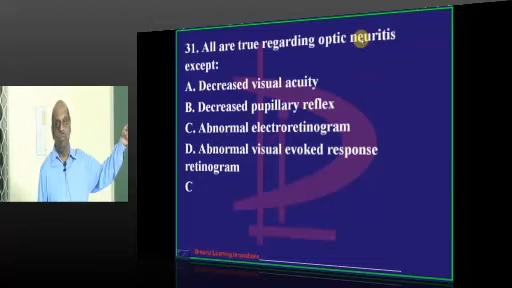 31. All are true regarding optic neuritis
except:
A. Decreased visual acuity
B. Decreased pupillary reflex
C. Abnormal electroretinogram
D. Abnormal visual evoked response
retinogram
C